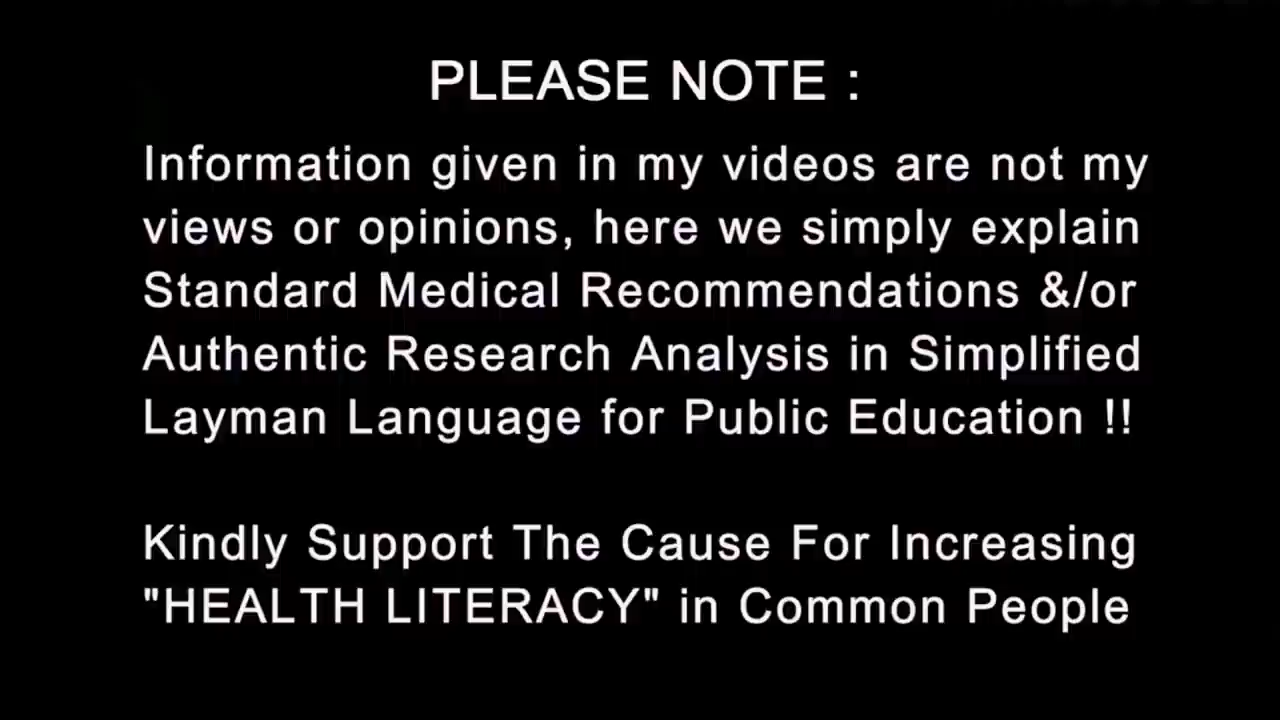 PLEASE NOTE :
Information given in my videos are not my
views or opinions, here we simply explain
Standard Medical Recommendations &/or
Authentic Research Analysis in Simplified
Layman Language for Public Education !!
Kindly Support The Cause For Increasing
"HEALTH LITERACY" in Common People